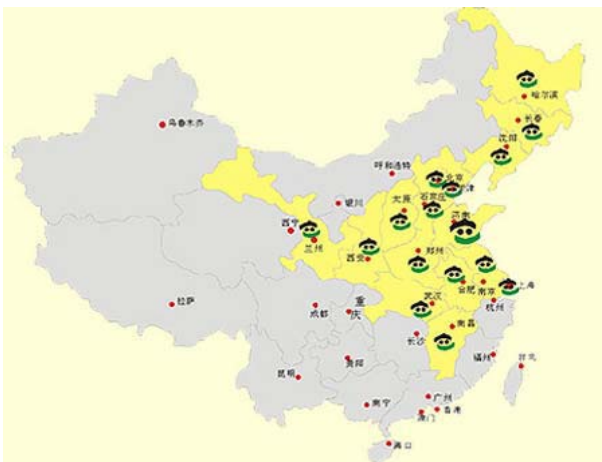 哈尔滨
长春
乌鲁木齐
沈阳
呼和浩特
北京
天津
银川
太原
石家庄
济南
西宁
兰州
西安
郑州
合肥
南京
上海
拉萨
成都
重庆
武汉
杭州
长沙
南昌
贵阳
福州
台北
昆明
南宁
广州
香港
澳门
海口